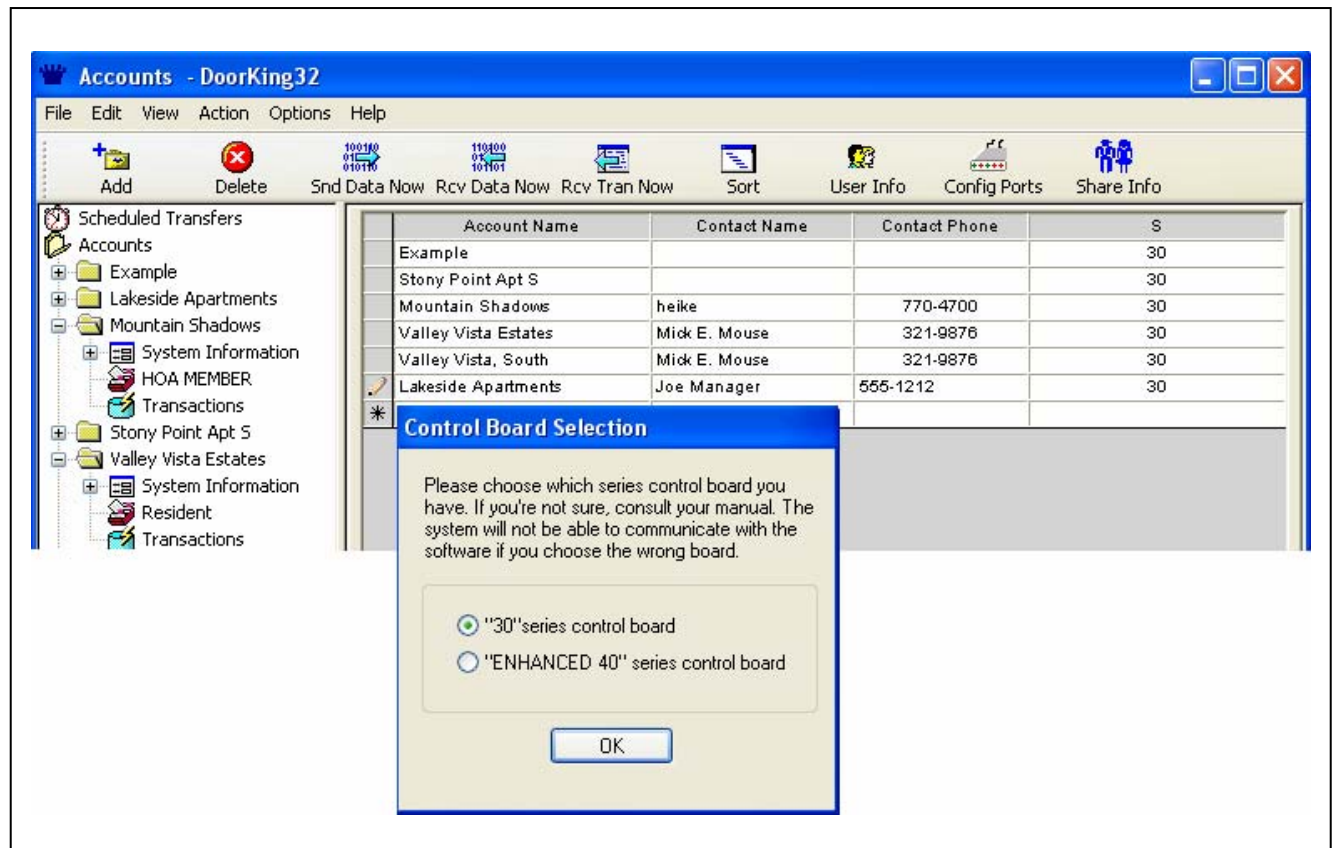 Accounts - DoorKing32
File Edit View Action Options Help
Add Delete Snd Data Now Rcv Data Now Rcv Tran Now Sort User Info Config Ports Share Info
Scheduled Transfers
Accounts
Example
Lakeside Apartments
Mountain Shadows
System Information
HOA MEMBER
Transactions
Stony Point Apt S
Valley Vista Estates
System Information
Resident
Transactions
Account Name Contact Name Contact Phone S
Example 30
Stony Point Apt S 30
Mountain Shadows heike 770-4700 30
Valley Vista Estates Mick E. Mouse 321-9876 30
Valley Vista, South Mick E. Mouse 321-9876 30
Lakeside Apartments Joe Manager 555-1212 30
Control Board Selection
Please choose which series control board you
have. If you're not sure, consult your manual. The
system will not be able to communicate with the
software if you choose the wrong board.
"30"series control board
"ENHANCED 40" series control board
OK